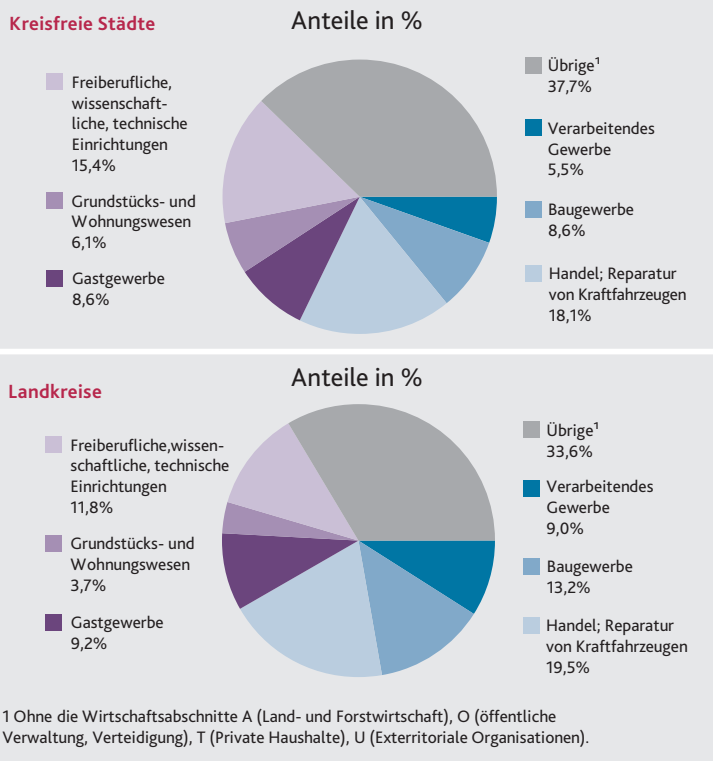 Kreisfreie Städte
Anteile in %
Freiberufliche,
wissenschaft-
liche, technische
Einrichtungen
15,4%
Grundstücks- und
Wohnungswesen
6,1%
Gastgewerbe
8,6%
Übrige¹
37,7%
Verarbeitendes
Gewerbe
5,5%
Baugewerbe
8,6%
Handel; Reparatur
von Kraftfahrzeugen
18,1%
Landkreise
Anteile in %
Freiberufliche,wissen-
schaftliche, technische
Einrichtungen
11,8%
Grundstücks- und
Wohnungswesen
3,7%
Gastgewerbe
9,2%
Übrige¹
33,6%
Verarbeitendes
Gewerbe
9,0%
Baugewerbe
13,2%
Handel; Reparatur
von Kraftfahrzeugen
19,5%
1 Ohne die Wirtschaftsabschnitte A (Land- und Forstwirtschaft), O (öffentliche
Verwaltung, Verteidigung), T (Private Haushalte), U (Exterritoriale Organisationen).